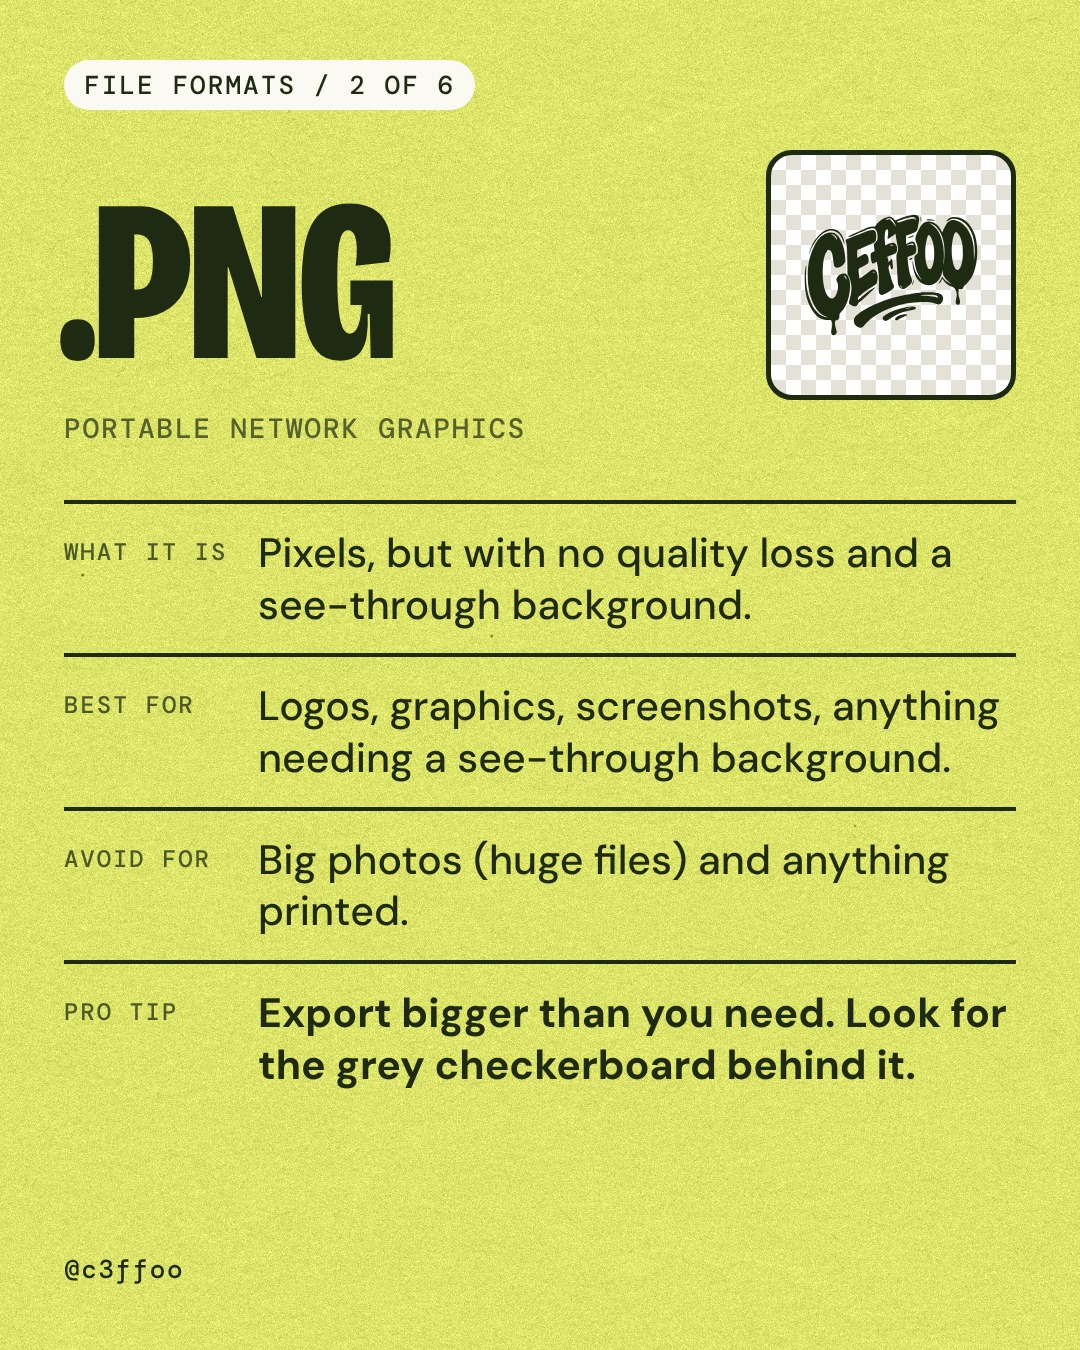 FILE FORMATS / 2 OF 6
.PNG
CEFFOO
PORTABLE NETWORK GRAPHICS
WHAT IT IS
Pixels, but with no quality loss and a
see-through background.
BEST FOR
Logos, graphics, screenshots, anything
needing a see-through background.
AVOID FOR
Big photos (huge files) and anything
printed.
PRO TIP
Export bigger than you need. Look for
the grey checkerboard behind it.
@c3ffoo